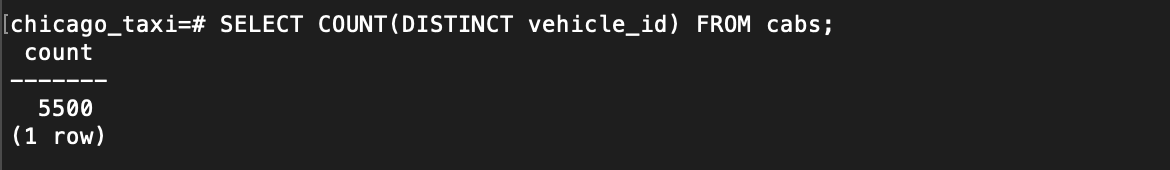 [chicago_taxi=# SELECT COUNT(DISTINCT vehicle_id) FROM cabs;
 count
-------
  5500
(1 row)